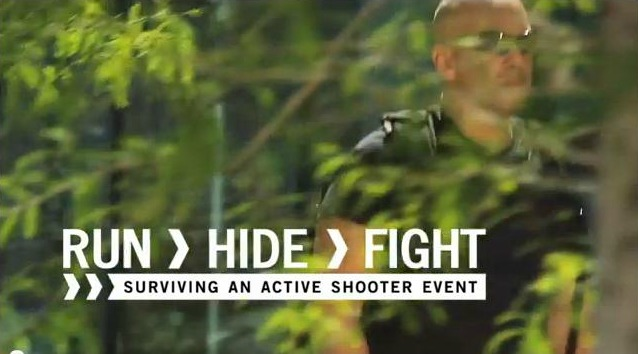 RUN ❯ HIDE ❯ FIGHT
❯❯❯ SURVIVING AN ACTIVE SHOOTER EVENT